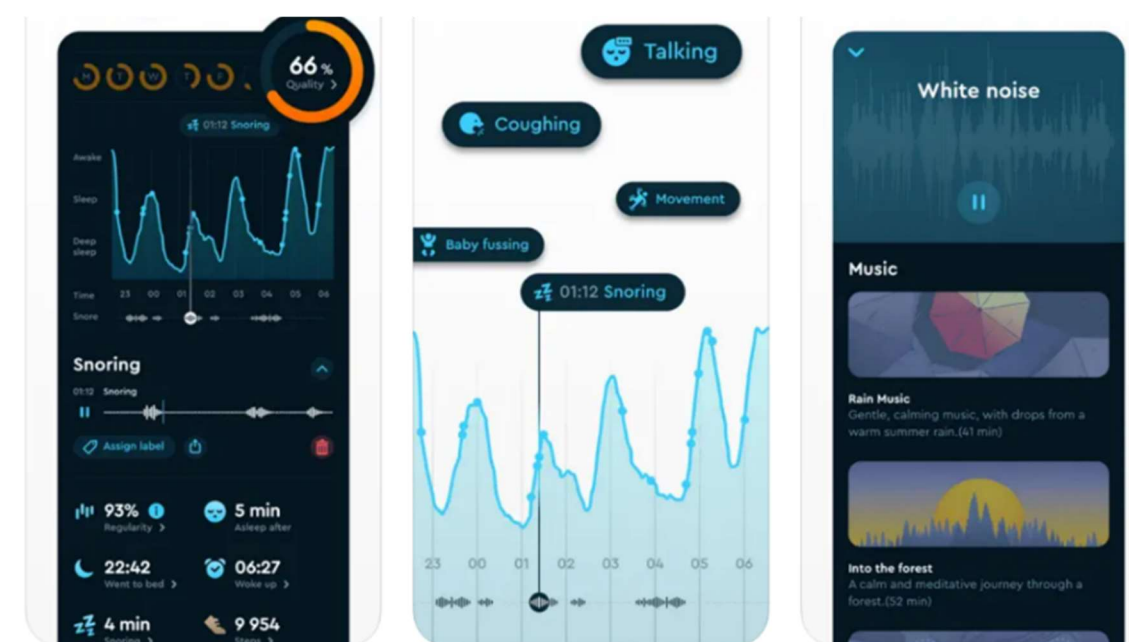 66 %
Quality >
T W T F
01:12 Snoring
Awake
Sleep
Deep
sleep
Time 23 00 01 02 03 04 05 06
Snore
Snoring
01:12 Snoring
Assign label
93%
Regularity >
5 min
Asleep after
22:42
Went to bed >
06:27
Woke up >
4 min
Snoring >
9 954
Steps >
Talking
Coughing
Movement
Baby fussing
01:12 Snoring
23 00 01 02 03 04 05 06
White noise
Music
Rain Music
Gentle, calming music, with drops from a
warm summer rain.(41 min)
Into the forest
A calm and meditative journey through a
forest.(52 min)